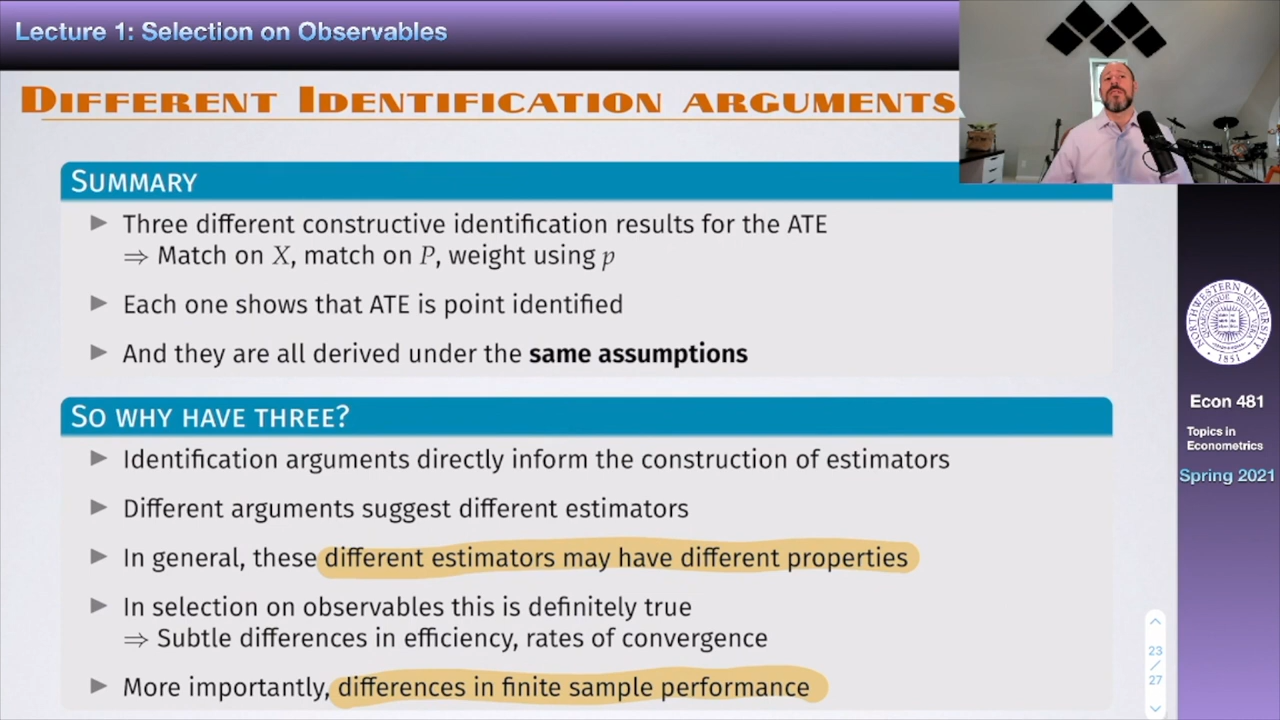 Lecture 1: Selection on Observables
DIFFERENT IDENTIFICATION ARGUMENTS
SUMMARY
▶ Three different constructive identification results for the ATE
⇒ Match on X, match on P, weight using p
▶ Each one shows that ATE is point identified
▶ And they are all derived under the same assumptions
SO WHY HAVE THREE?
▶ Identification arguments directly inform the construction of estimators
▶ Different arguments suggest different estimators
▶ In general, these different estimators may have different properties
▶ In selection on observables this is definitely true
⇒ Subtle differences in efficiency, rates of convergence
▶ More importantly, differences in finite sample performance
NORTHWESTERN UNIVERSITY
1851
Econ 481
Topics in
Econometrics
Spring 2021
23
/
27